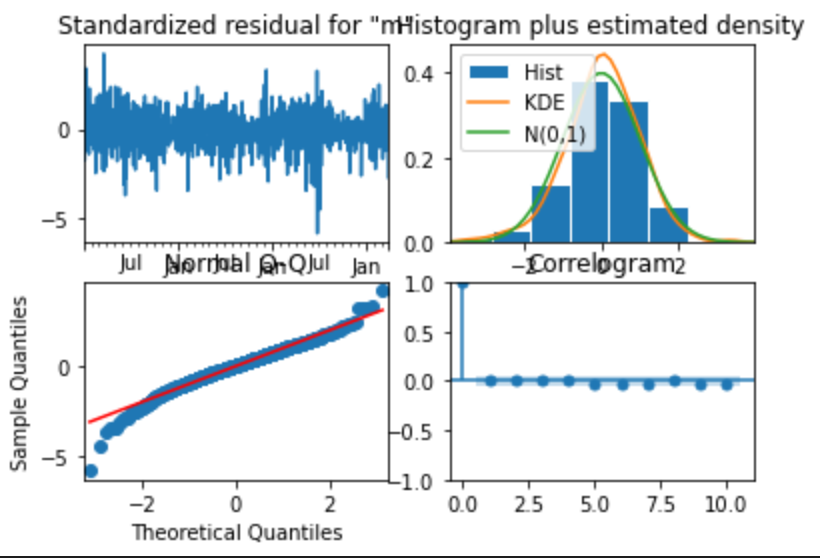 Standardized residual for "m"
0
−5
Jul
Jan
Jul
Jan
Jul
Jan
Histogram plus estimated density
Hist
KDE
N(0,1)
0.4
0.2
0.0
−2
0
2
Normal Q-Q
Sample Quantiles
0
−5
−2
0
2
Theoretical Quantiles
Correlogram
1.0
0.5
0.0
−0.5
−1.0
0.0
2.5
5.0
7.5
10.0